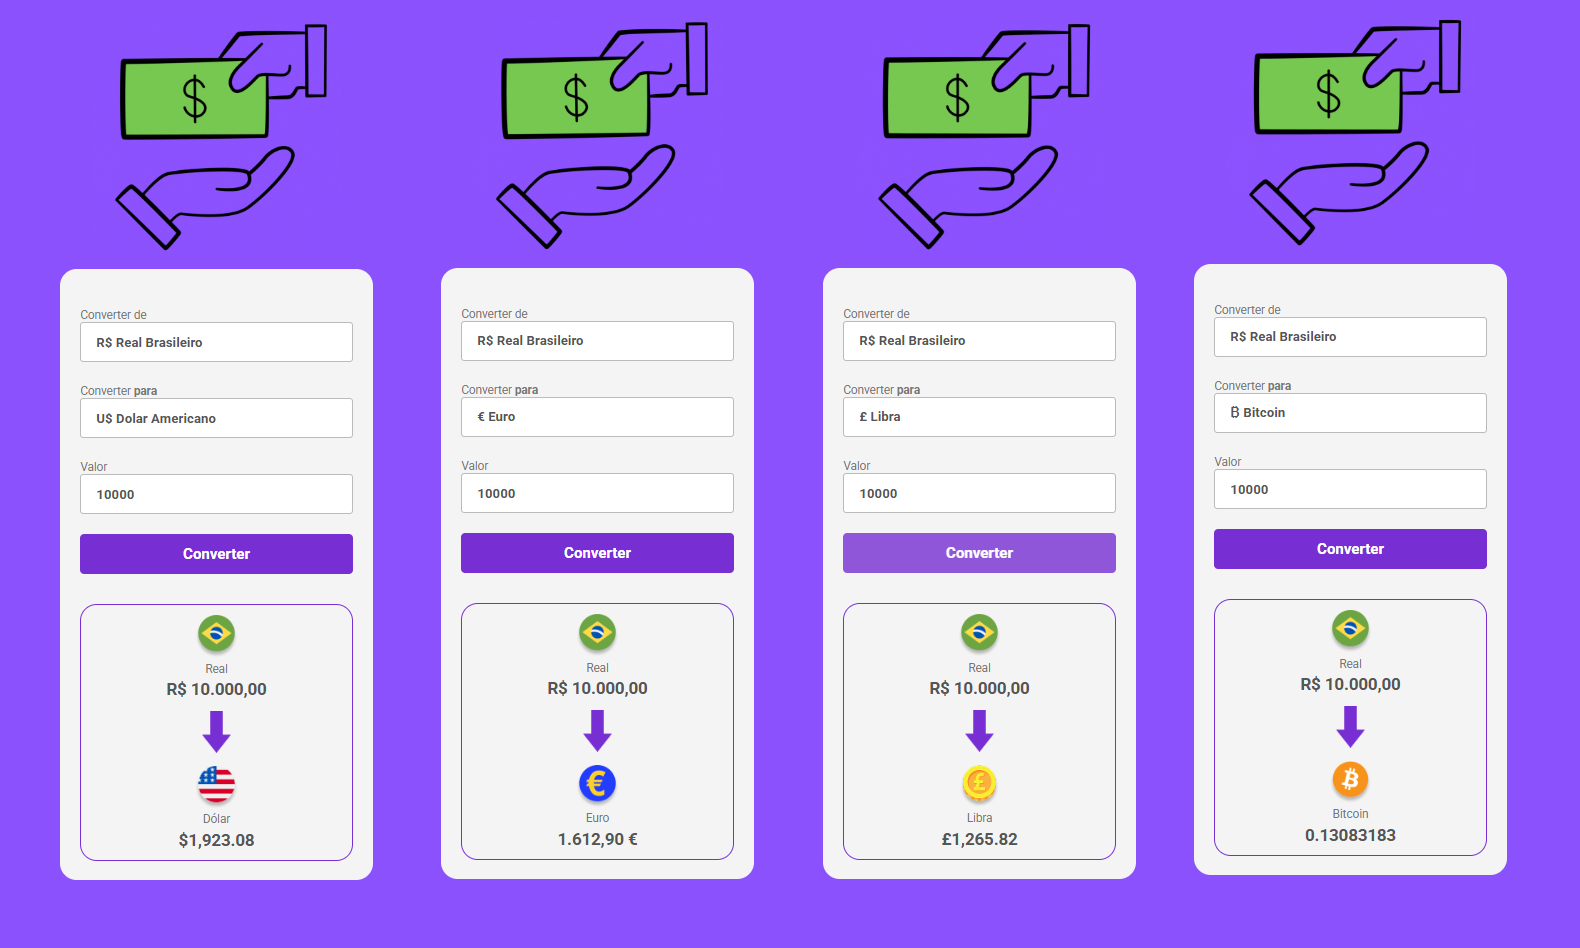 $
Converter de
R$ Real Brasileiro
Converter para
U$ Dolar Americano
Valor
10000
Converter
Real
R$ 10.000,00
Dólar
$1,923.08
$
Converter de
R$ Real Brasileiro
Converter para
€ Euro
Valor
10000
Converter
Real
R$ 10.000,00
€
Euro
1.612,90 €
$
Converter de
R$ Real Brasileiro
Converter para
£ Libra
Valor
10000
Converter
Real
R$ 10.000,00
£
Libra
£1,265.82
$
Converter de
R$ Real Brasileiro
Converter para
₿ Bitcoin
Valor
10000
Converter
Real
R$ 10.000,00
₿
Bitcoin
0.13083183